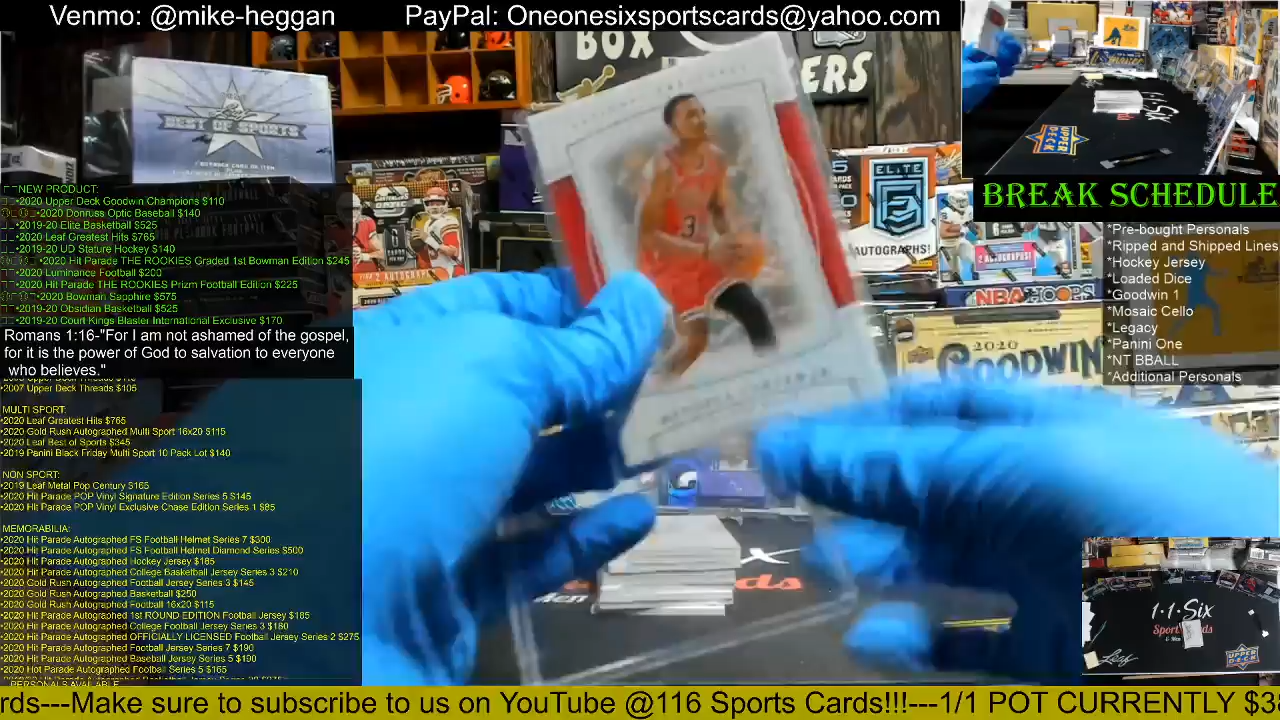 Venmo: @mike-heggan
PayPal: Oneonesixsportscards@yahoo.com
BOX
ERS
BEST OF SPORTS
ELITE
AUTOGRAPHS!
NBA HOOPS
2020
GOODWIN
3
UPPER DECK
BREAK SCHEDULE
*Pre-bought Personals
*Ripped and Shipped Lines
*Hockey Jersey
*Loaded Dice
*Goodwin 1
*Mosaic Cello
*Legacy
*Panini One
*NT BBALL
*Additional Personals
NEW PRODUCT:
•2020 Upper Deck Goodwin Champions $110
•2020 Donruss Optic Baseball $140
•2019-20 Elite Basketball $525
•2020 Leaf Greatest Hits $765
•2019-20 UD Stature Hockey $140
•2020 Hit Parade THE ROOKIES Graded 1st Bowman Edition $245
•2020 Luminance Football $200
•2020 Hit Parade THE ROOKIES Prizm Football Edition $225
•2020 Bowman Sapphire $575
•2019-20 Obsidian Basketball $525
•2019-20 Court Kings Blaster International Exclusive $170
Romans 1:16-"For I am not ashamed of the gospel,
for it is the power of God to salvation to everyone
who believes."
•2007 Upper Deck Threads $105
MULTI SPORT:
•2020 Leaf Greatest Hits $765
•2020 Gold Rush Autographed Multi Sport 16x20 $115
•2020 Leaf Best of Sports $345
•2019 Panini Black Friday Multi Sport 10 Pack Lot $140
NON SPORT:
•2019 Leaf Metal Pop Century $165
•2020 Hit Parade POP Vinyl Signature Edition Series 5 $145
•2020 Hit Parade POP Vinyl Exclusive Chase Edition Series 1 $85
MEMORABILIA:
•2020 Hit Parade Autographed FS Football Helmet Series 7 $300
•2020 Hit Parade Autographed FS Football Helmet Diamond Series $500
•2020 Hit Parade Autographed Hockey Jersey $185
•2020 Hit Parade Autographed College Basketball Jersey Series 3 $210
•2020 Gold Rush Autographed Football Jersey Series 3 $145
•2020 Gold Rush Autographed Basketball $250
•2020 Gold Rush Autographed Football 16x20 $115
•2020 Hit Parade Autographed 1st ROUND EDITION Football Jersey $185
•2020 Hit Parade Autographed College Football Jersey Series 3 $180
•2020 Hit Parade Autographed OFFICIALLY LICENSED Football Jersey Series 2 $275
•2020 Hit Parade Autographed Football Jersey Series 7 $190
•2020 Hit Parade Autographed Baseball Jersey Series 5 $190
•2020 Hot Parade Autographed Football Series 5 $165
PERSONALS AVAILABLE
1·1·Six
Leaf
UPPER DECK
rds---Make sure to subscribe to us on YouTube @116 Sports Cards!!!---1/1 POT CURRENTLY $3